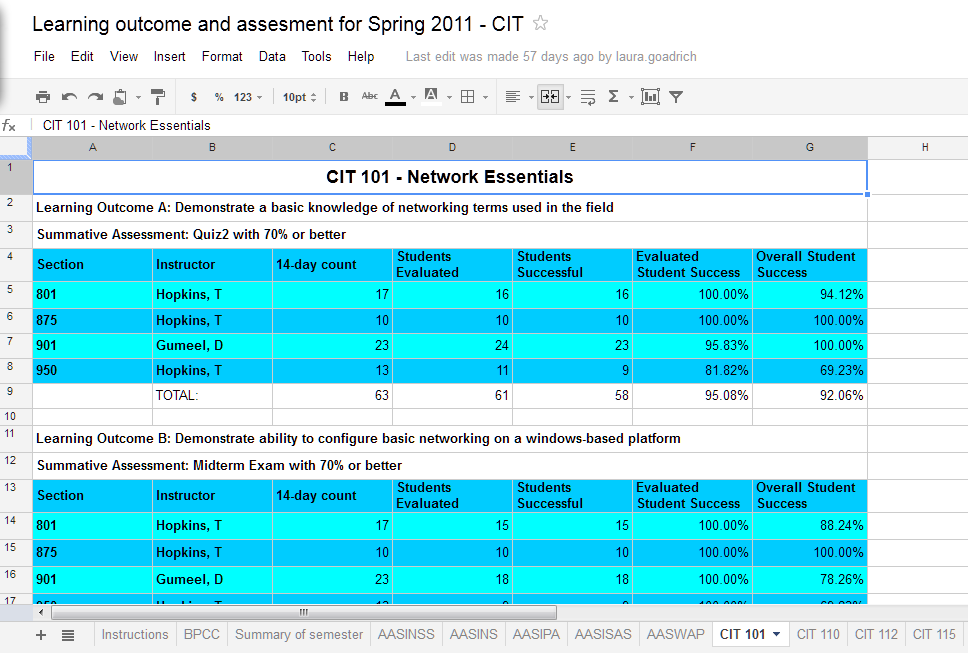 Learning outcome and assesment for Spring 2011 - CIT
File Edit View Insert Format Data Tools Help Last edit was made 57 days ago by laura.goadrich
$ % 123 10pt B Abc A A Σ
fx CIT 101 - Network Essentials
A B C D E F G H
1 CIT 101 - Network Essentials
2 Learning Outcome A: Demonstrate a basic knowledge of networking terms used in the field
3 Summative Assessment: Quiz2 with 70% or better
4 Section Instructor 14-day count Students Evaluated Students Successful Evaluated Student Success Overall Student Success
5 801 Hopkins, T 17 16 16 100.00% 94.12%
6 875 Hopkins, T 10 10 10 100.00% 100.00%
7 901 Gumeel, D 23 24 23 95.83% 100.00%
8 950 Hopkins, T 13 11 9 81.82% 69.23%
9 TOTAL: 63 61 58 95.08% 92.06%
10
11 Learning Outcome B: Demonstrate ability to configure basic networking on a windows-based platform
12 Summative Assessment: Midterm Exam with 70% or better
13 Section Instructor 14-day count Students Evaluated Students Successful Evaluated Student Success Overall Student Success
14 801 Hopkins, T 17 15 15 100.00% 88.24%
15 875 Hopkins, T 10 10 10 100.00% 100.00%
16 901 Gumeel, D 23 18 18 100.00% 78.26%
17
Instructions BPCC Summary of semester AASINSS AASINS AASIPA AASISAS AASWAP CIT 101 CIT 110 CIT 112 CIT 115